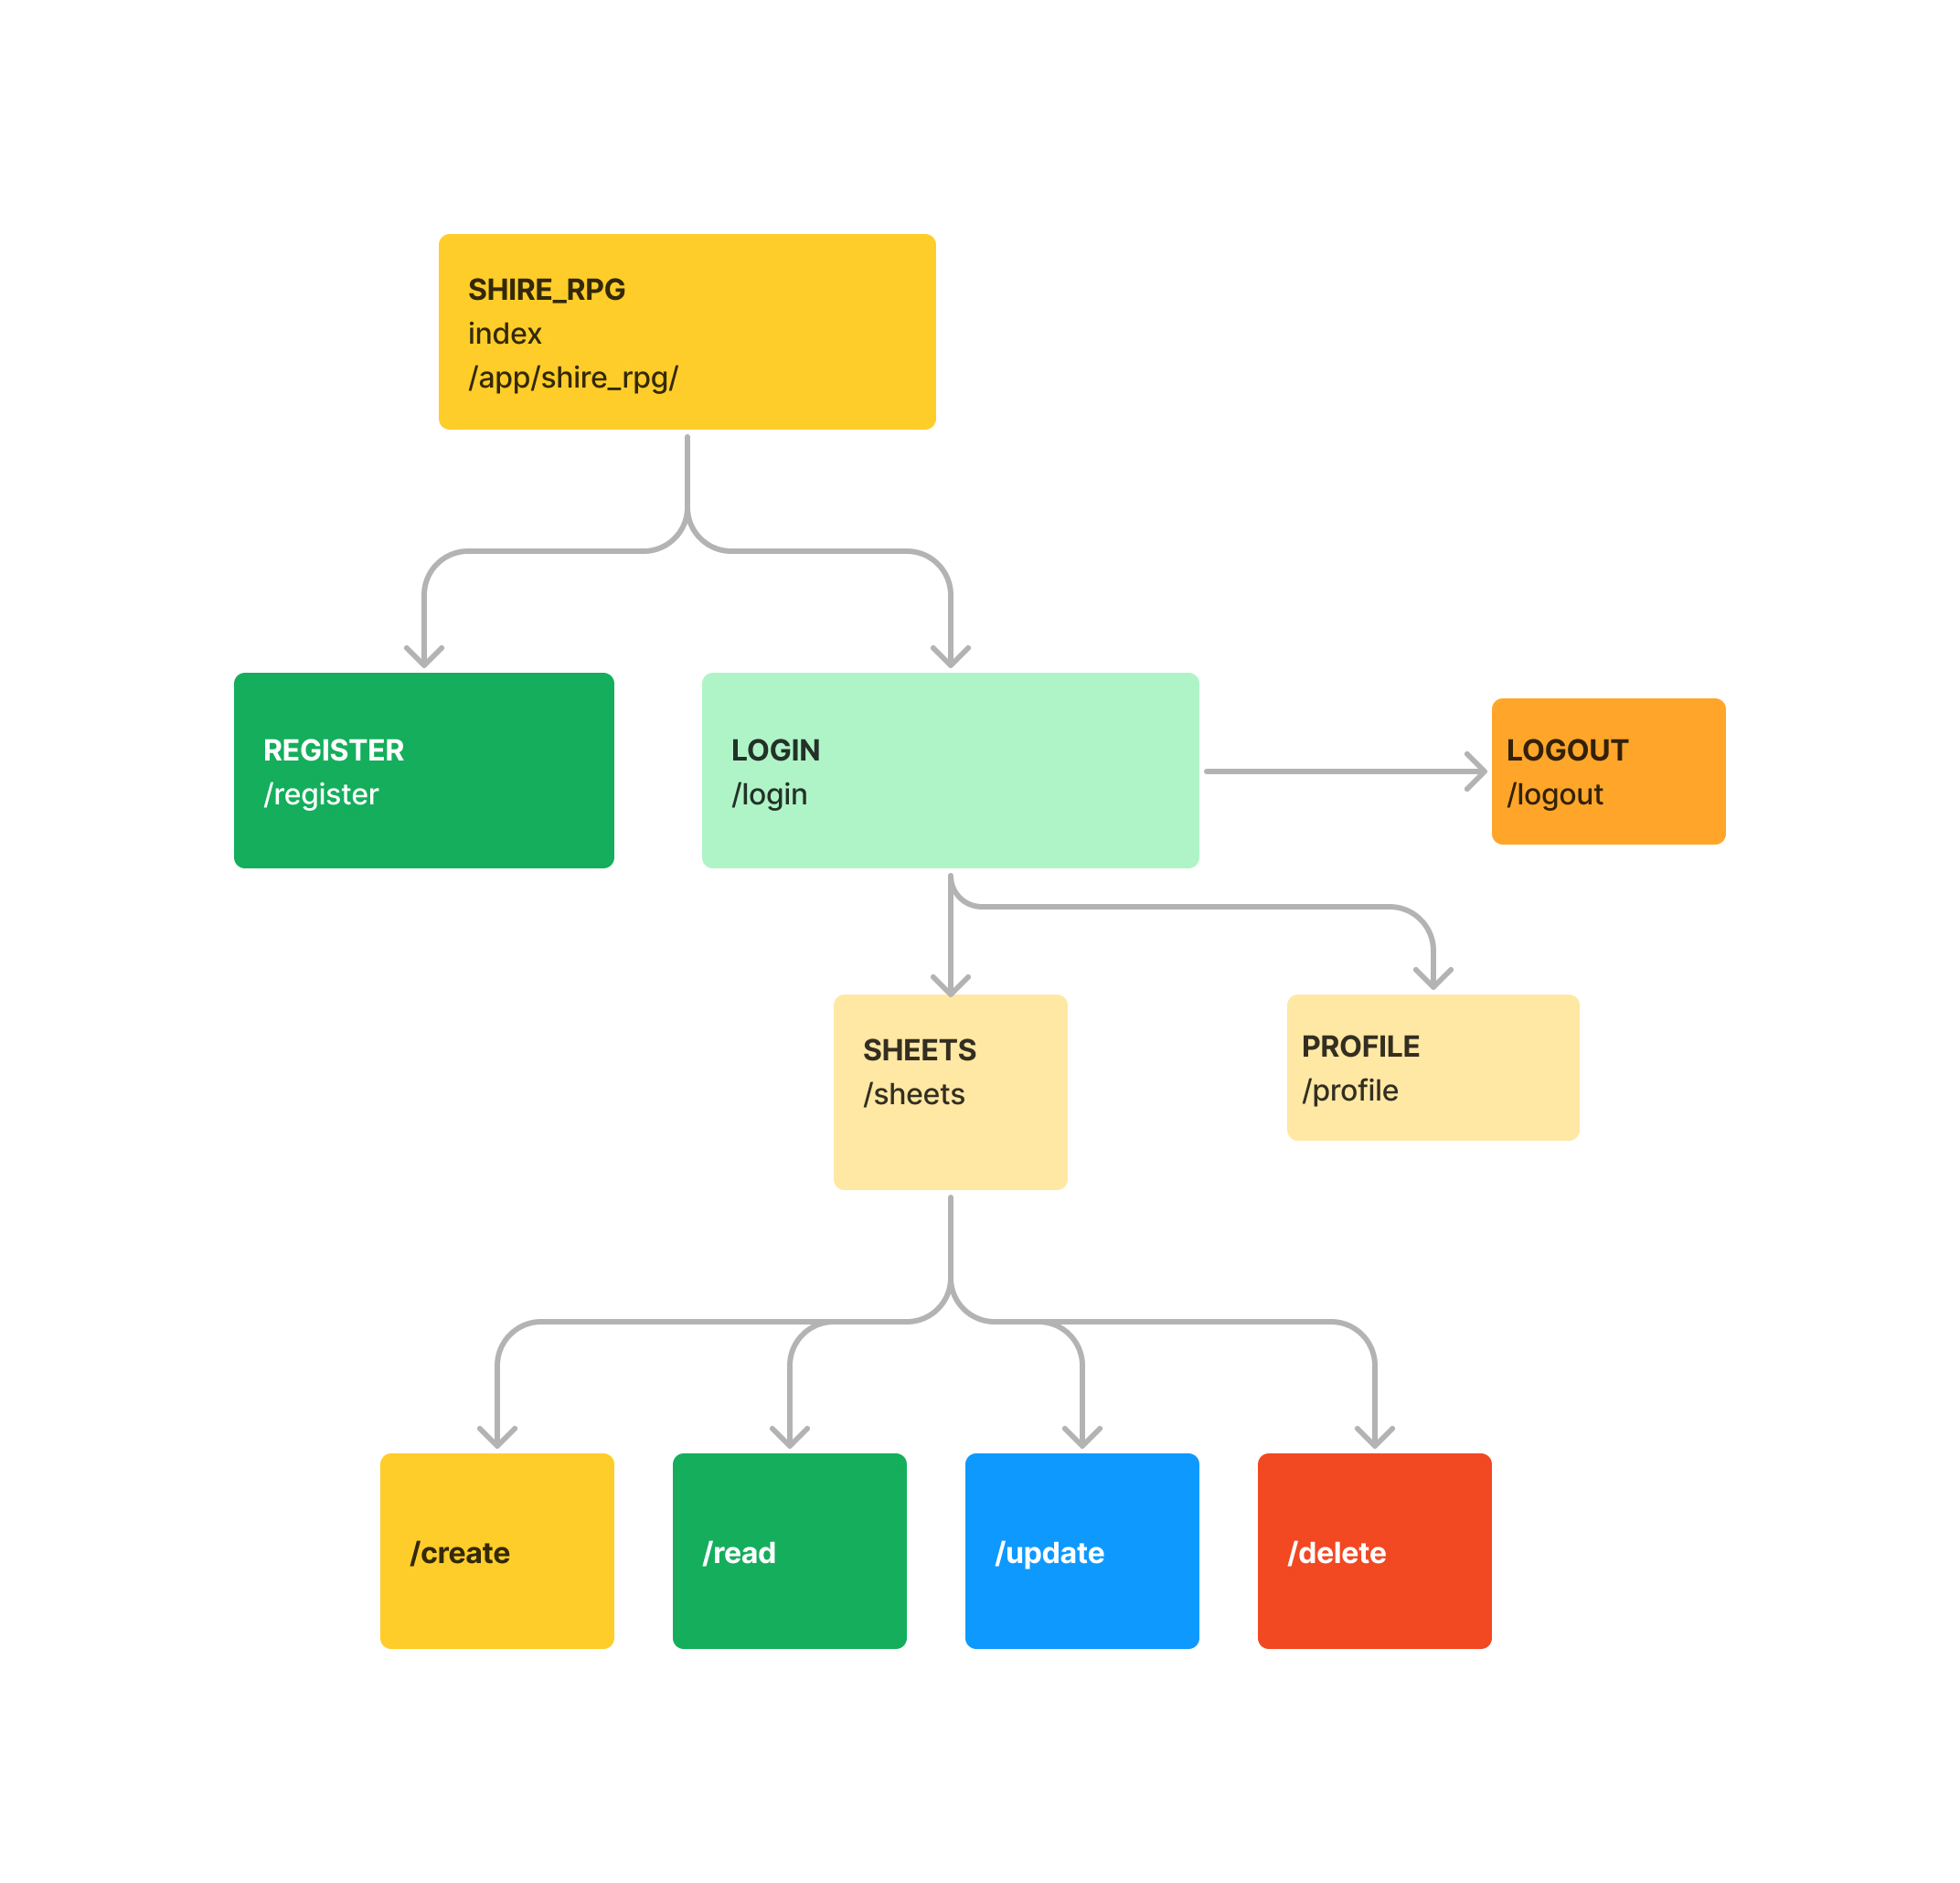 SHIRE_RPG
index
/app/shire_rpg/
REGISTER
/register
LOGIN
/login
LOGOUT
/logout
SHEETS
/sheets
PROFILE
/profile
/create
/read
/update
/delete